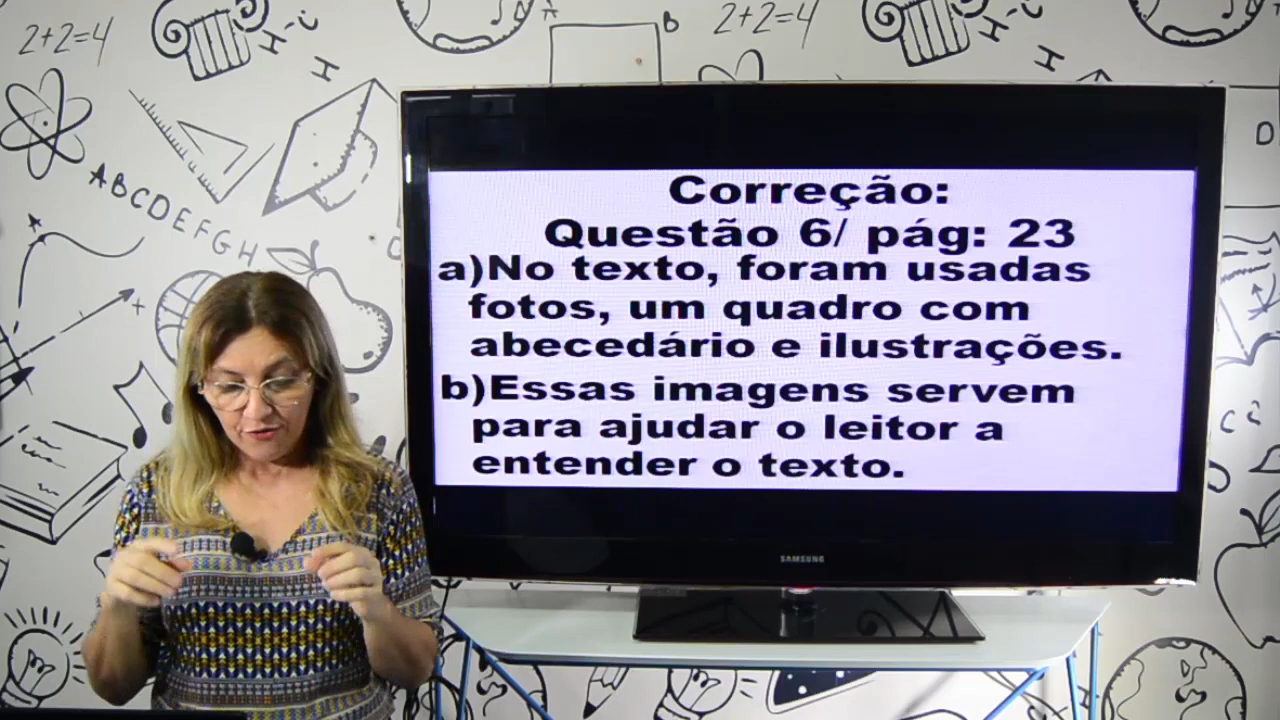 2+2=4
H-C
H
A
B
2+2=4
H
H
D
ABCDEFGH
Correção:
Questão 6/ pág: 23
a)No texto, foram usadas
fotos, um quadro com
abecedário e ilustrações.
b)Essas imagens servem
para ajudar o leitor a
entender o texto.
SAMSUNG